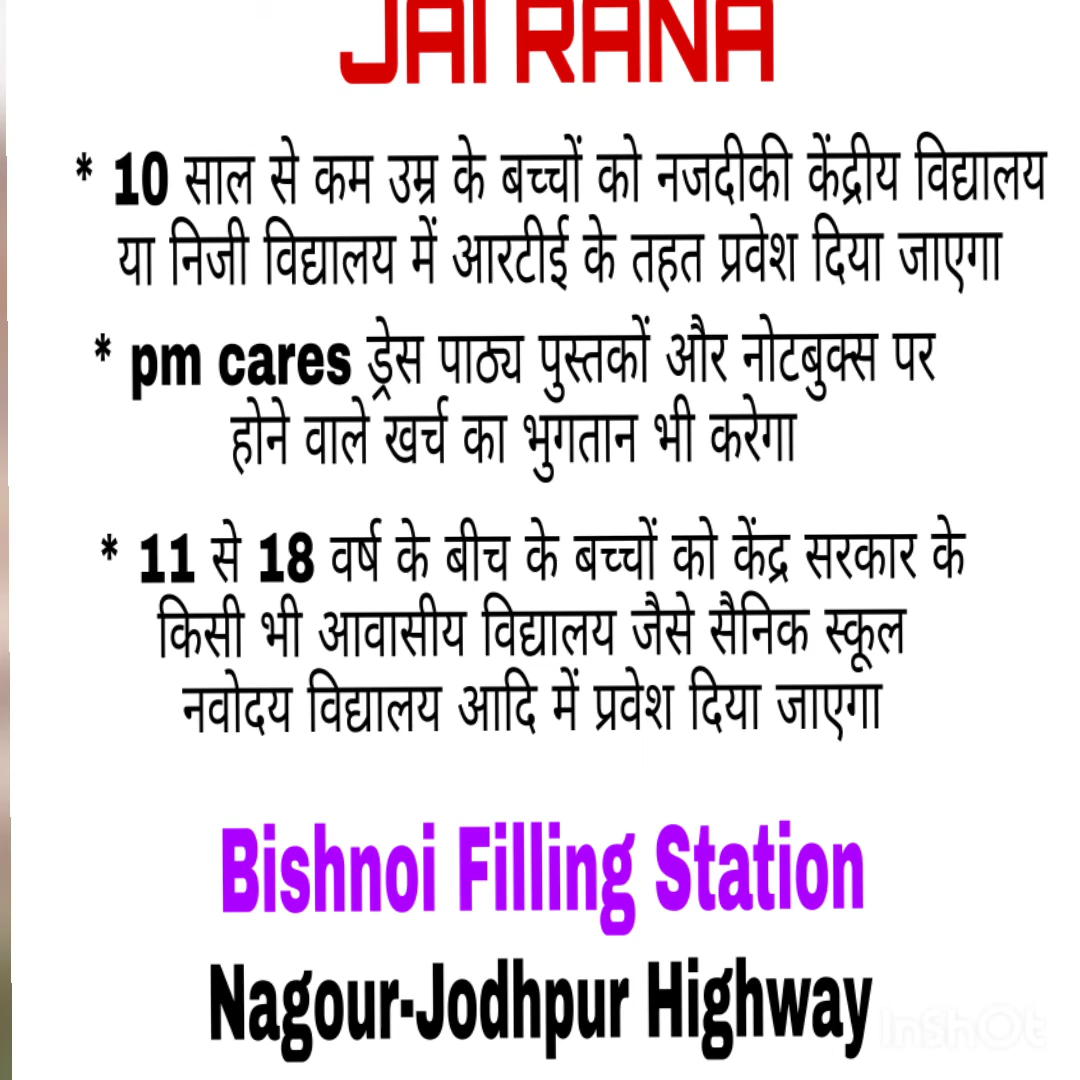 JAI RANA
* 10 साल से कम उम्र के बच्चों को नजदीकी केंद्रीय विद्यालय
या निजी विद्यालय में आरटीई के तहत प्रवेश दिया जाएगा
* pm cares ड्रेस पाठ्य पुस्तकों और नोटबुक्स पर
होने वाले खर्च का भुगतान भी करेगा
* 11 से 18 वर्ष के बीच के बच्चों को केंद्र सरकार के
किसी भी आवासीय विद्यालय जैसे सैनिक स्कूल
नवोदय विद्यालय आदि में प्रवेश दिया जाएगा
Bishnoi Filling Station
Nagour-Jodhpur Highway
InShOt